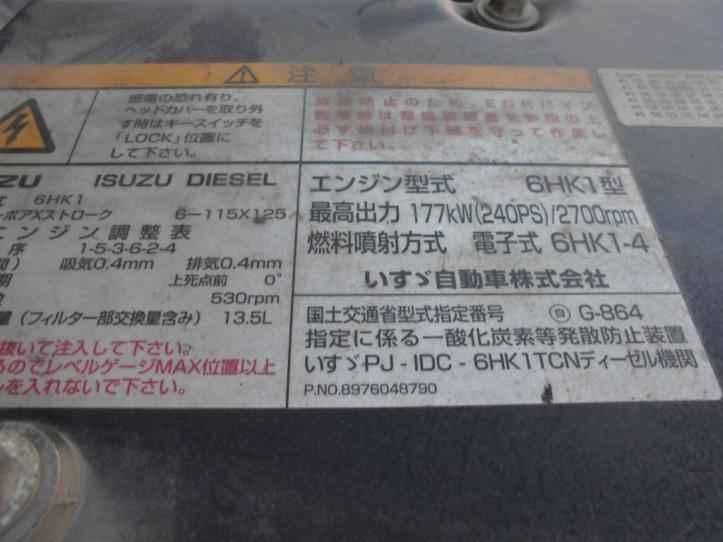 注意
感電の恐れ有り。
ヘッドカバーを取り外
す時はキースイッチを
「LOCK」位置に
して下さい。
ZU ISUZU DIESEL
式 6HK1
ボアXストローク 6-115X125
エンジン調整表
順序 1-5-3-6-2-4
吸気0.4mm 排気0.4mm
上死点前 0°
530rpm
量(フィルター部交換量含み) 13.5L
抜いて注入して下さい。
るのでレベルゲージMAX位置以上
を入れないで下さい。
エンジン型式 6HK1型
最高出力 177kW(240PS)/2700rpm
燃料噴射方式 電子式 6HK1-4
いすゞ自動車株式会社
国土交通省型式指定番号 G-864
指定に係る一酸化炭素等発散防止装置
いすゞPJ-IDC-6HK1TCNディーゼル機関
P.NO.8976048790